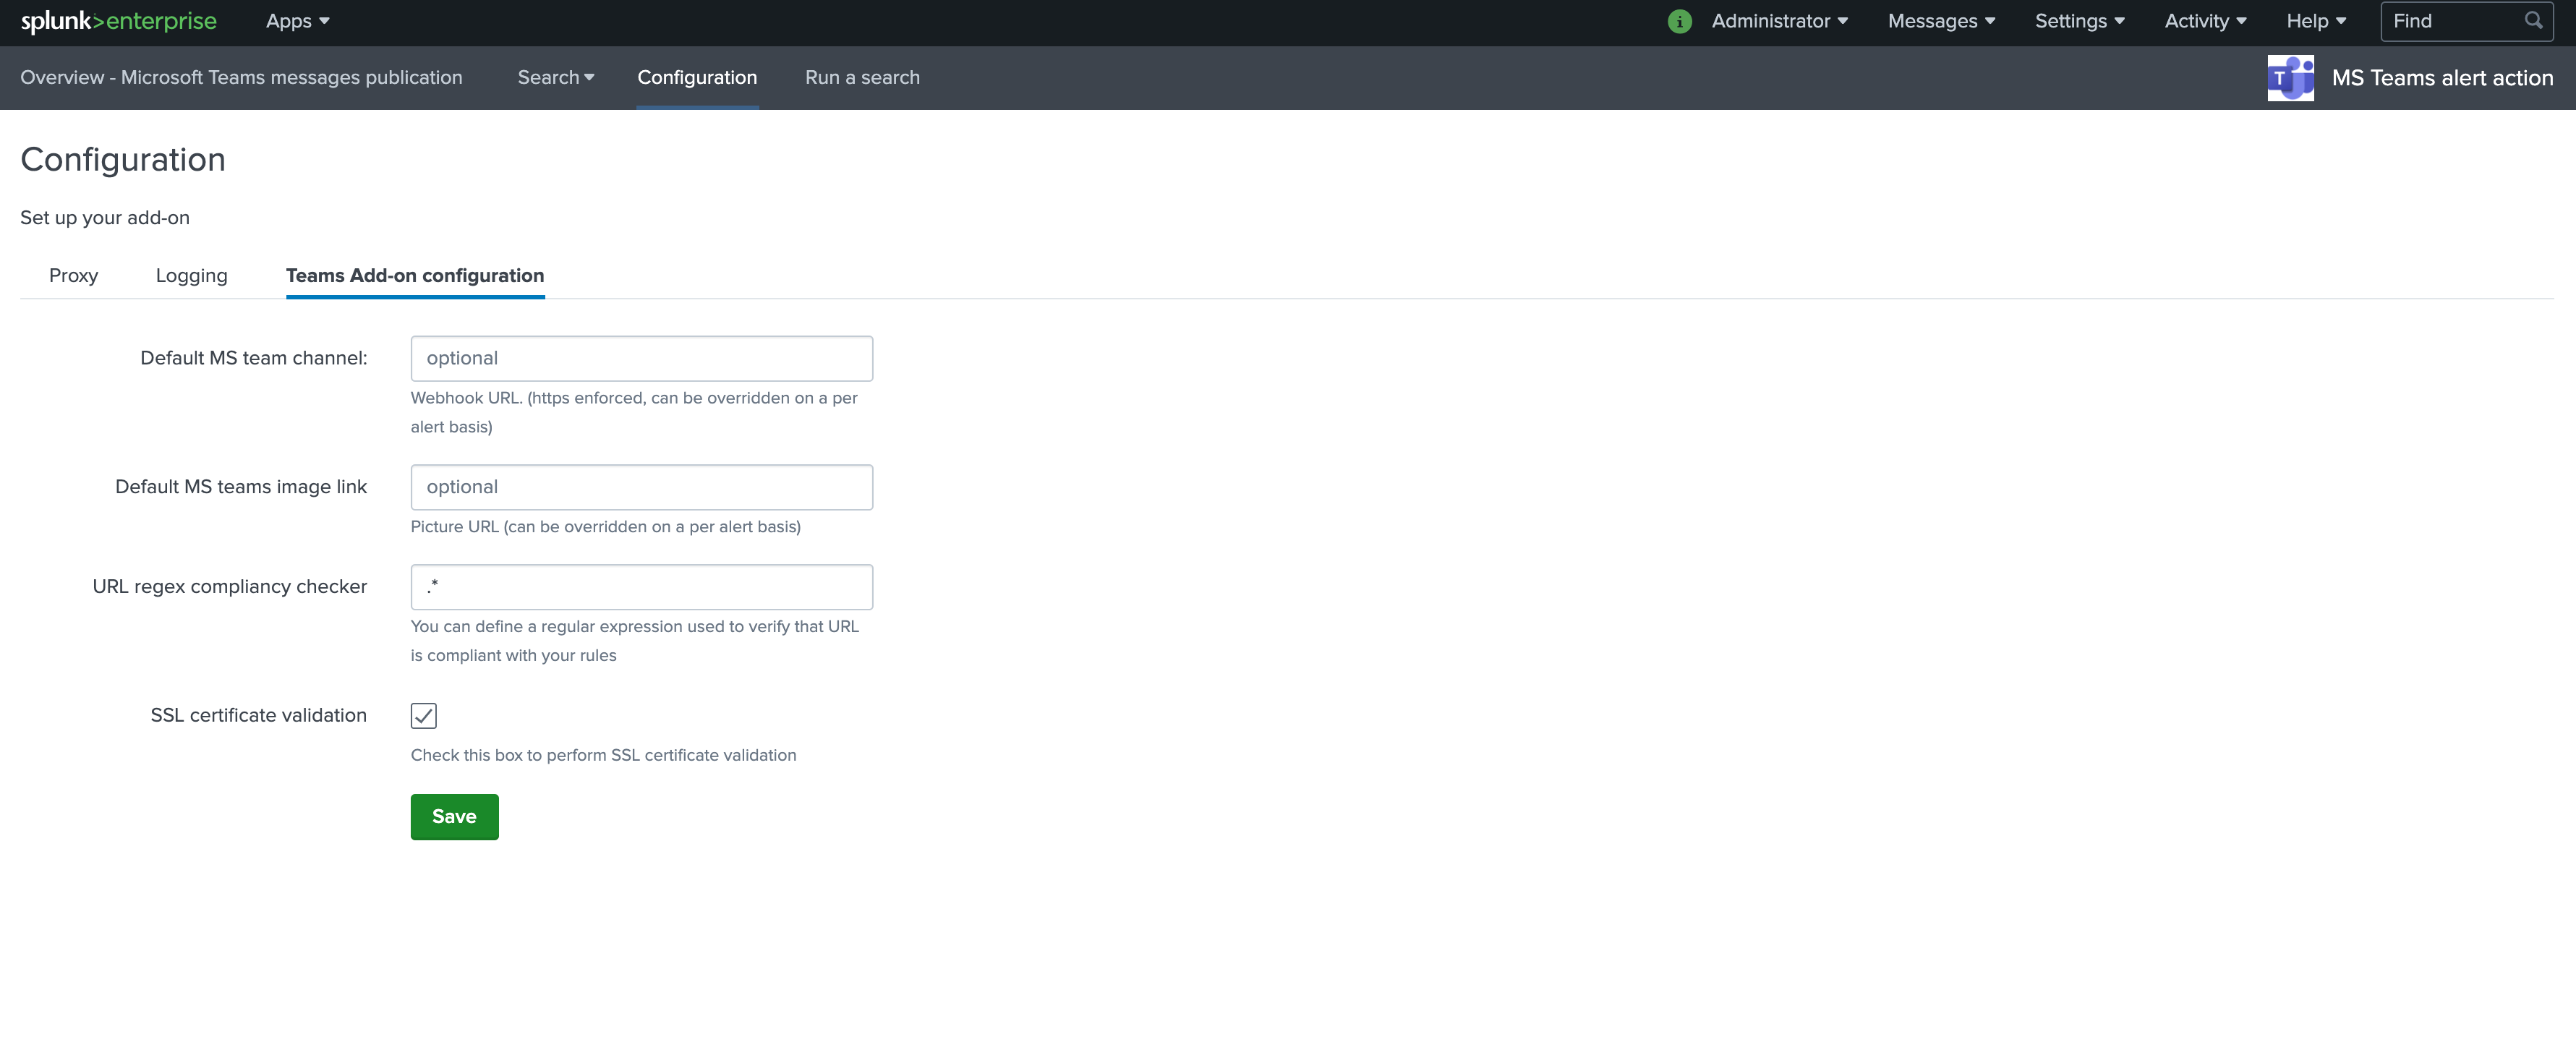 splunk>enterprise Apps Administrator Messages Settings Activity Help Find
Overview - Microsoft Teams messages publication Search Configuration Run a search T MS Teams alert action
Configuration
Set up your add-on
Proxy Logging Teams Add-on configuration
Default MS team channel: optional
Webhook URL. (https enforced, can be overridden on a per
alert basis)
Default MS teams image link optional
Picture URL (can be overridden on a per alert basis)
URL regex compliancy checker .*
You can define a regular expression used to verify that URL
is compliant with your rules
SSL certificate validation
Check this box to perform SSL certificate validation
Save